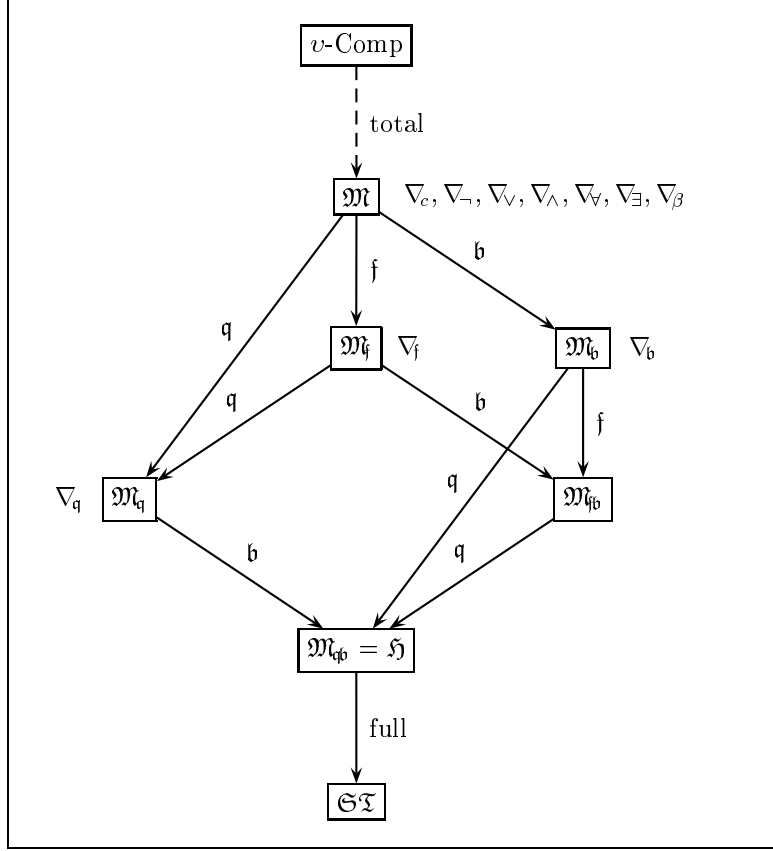 υ-Comp
total
𝔐 ∇c, ∇¬, ∇∨, ∇∧, ∇∀, ∇∃, ∇β
𝔟
𝔣
𝔮
𝔐𝔣 ∇𝔣 𝔐𝔟 ∇𝔟
𝔮 𝔟
𝔣
𝔮
∇𝔮 𝔐𝔮 𝔐𝔣𝔟
𝔟 𝔮
𝔐𝔮𝔟 = ℌ
full
𝔖𝔗